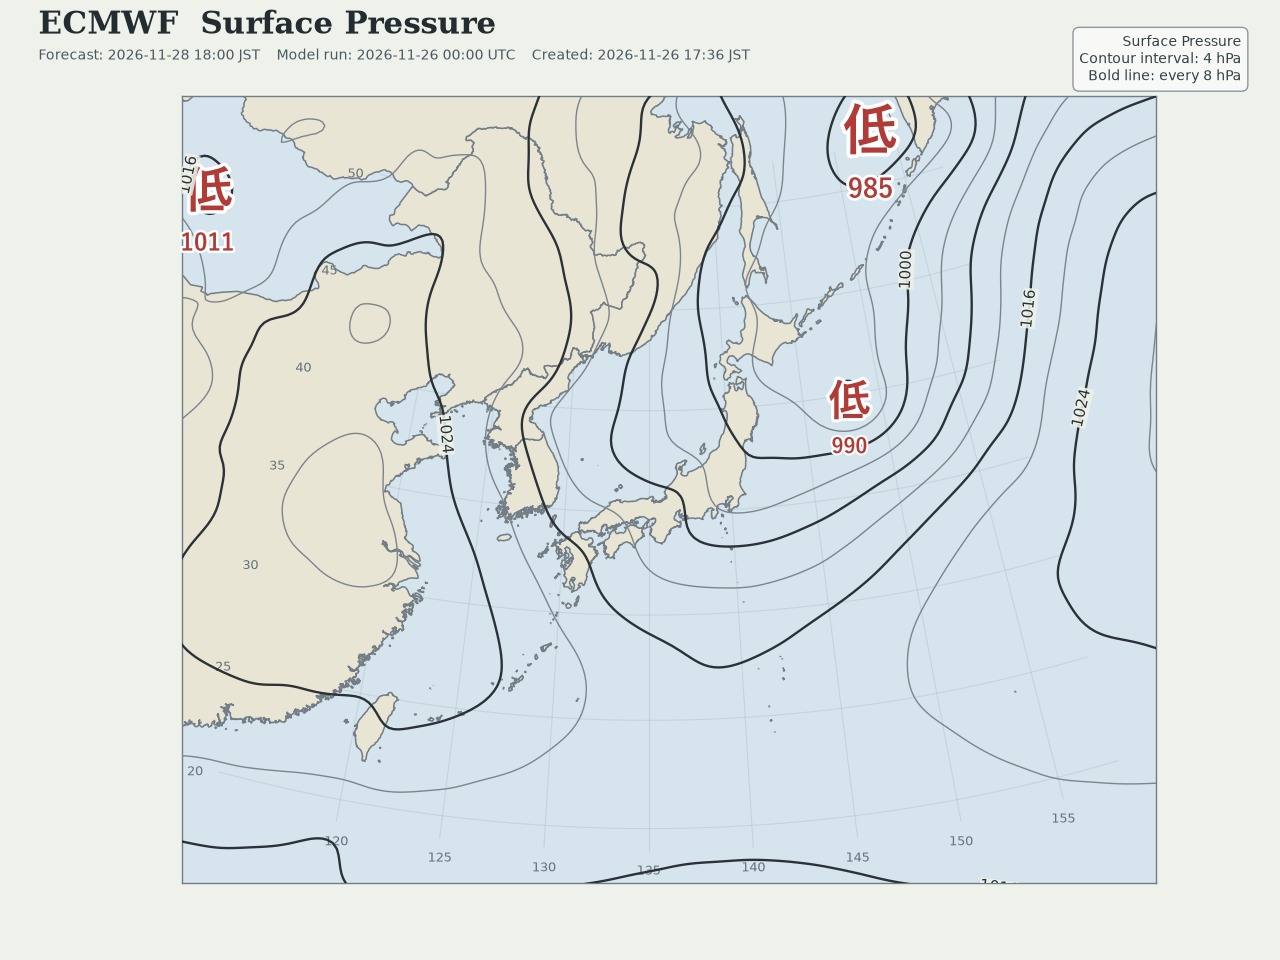 ECMWF  Surface Pressure
Forecast: 2026-11-28 18:00 JST    Model run: 2026-11-26 00:00 UTC    Created: 2026-11-26 17:36 JST
Surface Pressure
Contour interval: 4 hPa
Bold line: every 8 hPa
低
985
1016
低
1011
50
45
1000
1016
40
低
990
1024
1024
35
30
25
20
120
125
130
135
140
145
150
155